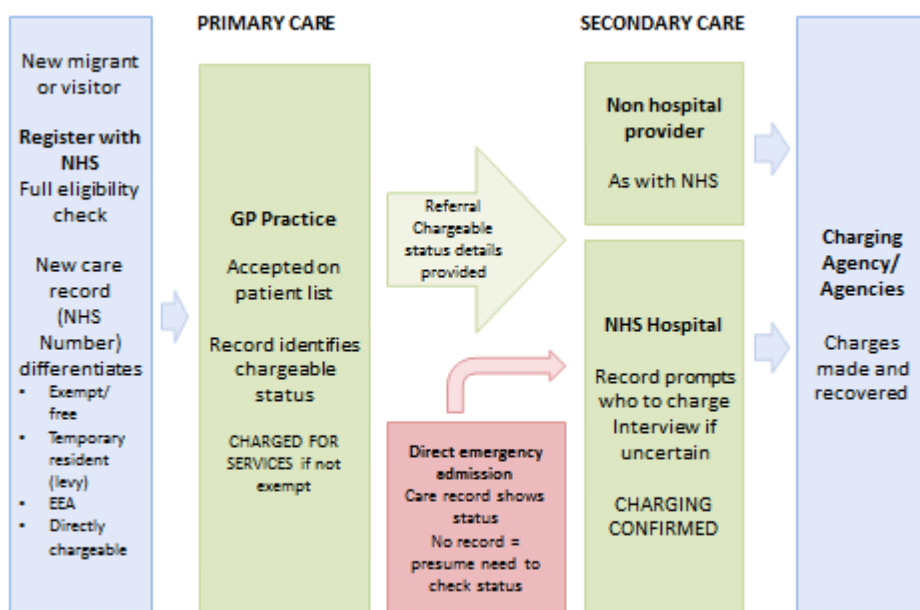 PRIMARY CARE
SECONDARY CARE
New migrant
or visitor
Register with
NHS
Full eligibility
check
New care
record
(NHS
Number)
differentiates
• Exempt/
free
• Temporary
resident
(levy)
• EEA
• Directly
chargeable
GP Practice
Accepted on
patient list
Record identifies
chargeable
status
CHARGED FOR
SERVICES if not
exempt
Referral
Chargeable
status details
provided
Direct emergency
admission
Care record shows
status
No record =
presume need to
check status
Non hospital
provider
As with NHS
NHS Hospital
Record prompts
who to charge
Interview if
uncertain
CHARGING
CONFIRMED
Charging
Agency/
Agencies
Charges
made and
recovered